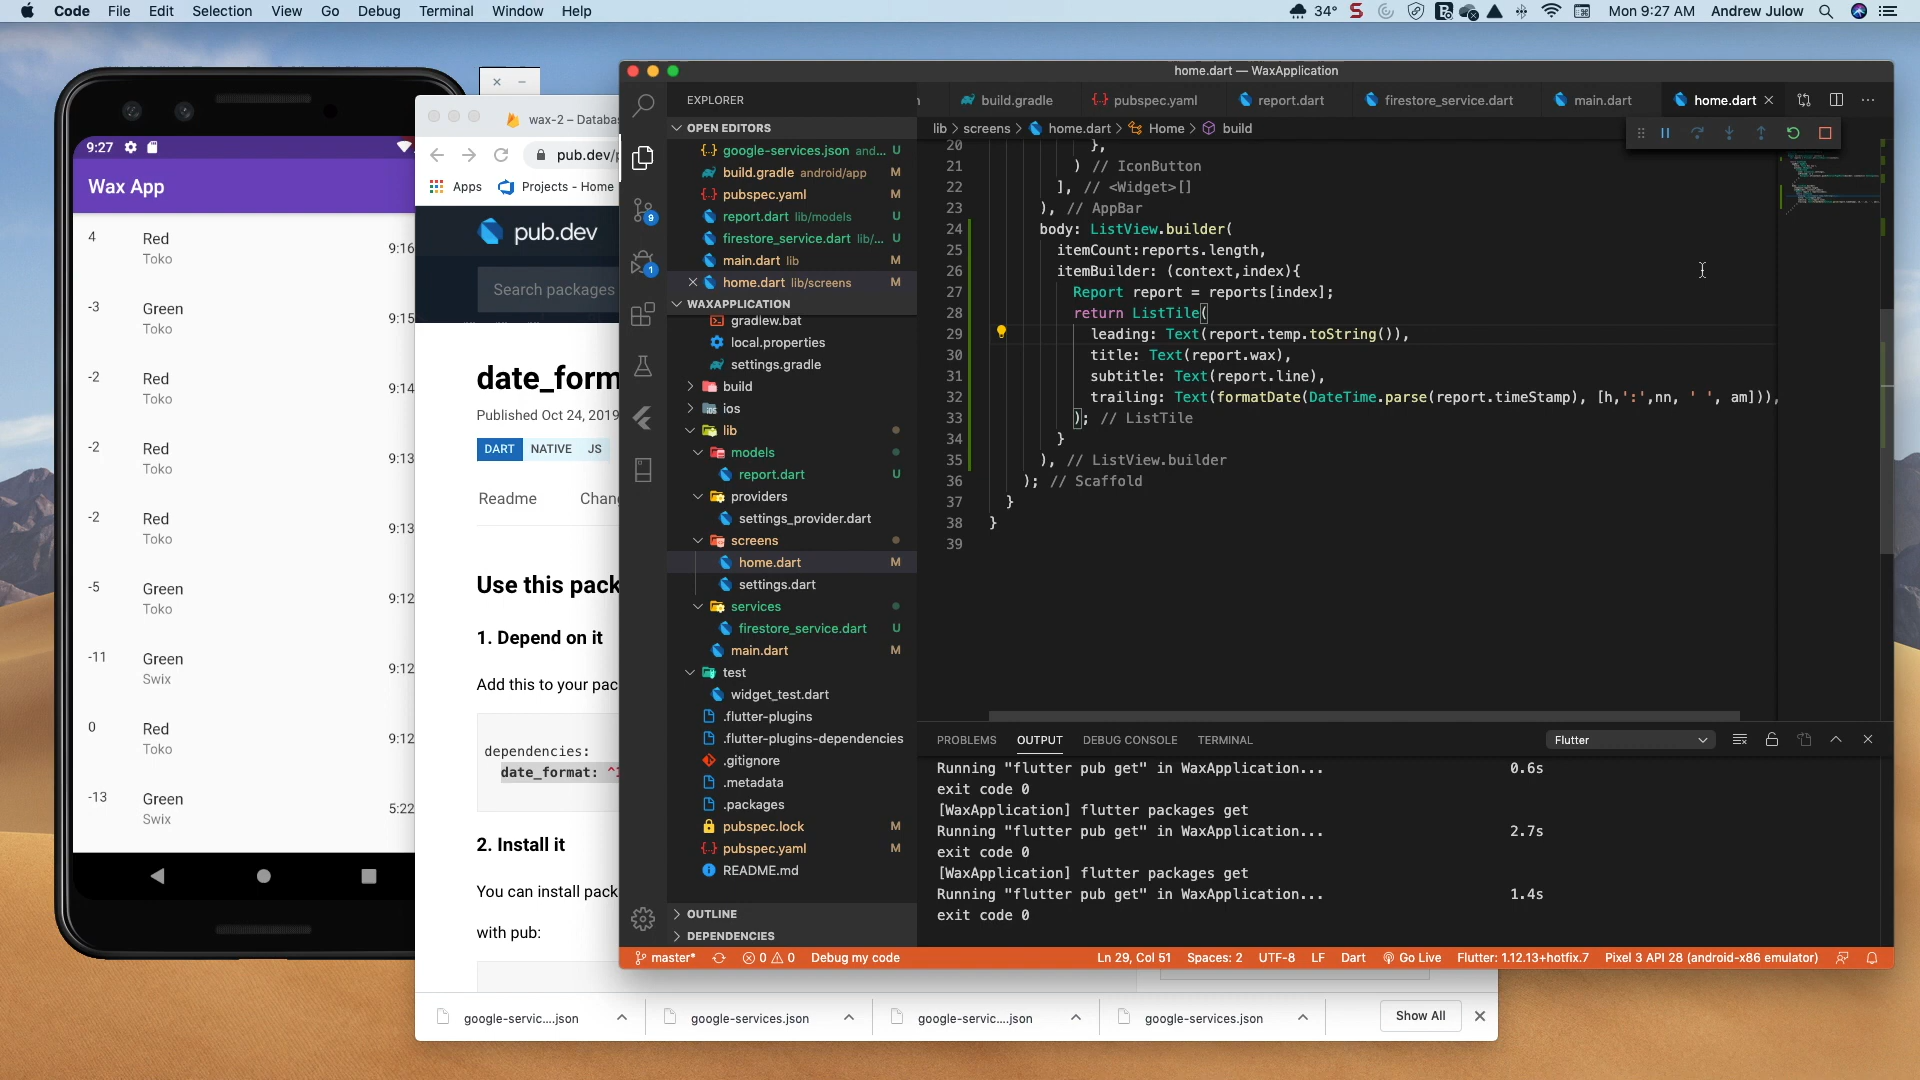 Code File Edit Selection View Go Debug Terminal Window Help
34° Mon 9:27 AM Andrew Julow
9:27
Wax App
4 Red 9:16
Toko
-3 Green 9:15
Toko
-2 Red 9:14
Toko
-2 Red 9:13
Toko
-2 Red 9:13
Toko
-5 Green 9:12
Toko
-11 Green 9:12
Swix
0 Red 9:12
Toko
-13 Green 5:22
Swix
wax-2 – Databa
pub.dev/
Apps Projects - Home
pub.dev
Search packages
date_form
Published Oct 24, 2019
DART NATIVE JS
Readme Chan
Use this pack
1. Depend on it
Add this to your pac
dependencies:
date_format: ^
2. Install it
You can install pack
with pub:
google-servic....json google-services.json google-servic....json google-services.json Show All
home.dart — WaxApplication
EXPLORER
OPEN EDITORS
google-services.json and... U
build.gradle android/app M
pubspec.yaml M
report.dart lib/models U
firestore_service.dart lib/... U
main.dart lib M
home.dart lib/screens M
WAXAPPLICATION
gradlew.bat
local.properties
settings.gradle
build
ios
lib
models
report.dart U
providers
settings_provider.dart
screens
home.dart M
settings.dart
services
firestore_service.dart U
main.dart M
test
widget_test.dart
.flutter-plugins
.flutter-plugins-dependencies
.gitignore
.metadata
.packages
pubspec.lock M
pubspec.yaml M
README.md
OUTLINE
DEPENDENCIES
9
1
build.gradle pubspec.yaml report.dart firestore_service.dart main.dart home.dart
lib > screens > home.dart > Home > build
20 },
21 ) // IconButton
22 ], // <Widget>[]
23 ), // AppBar
24 body: ListView.builder(
25 itemCount:reports.length,
26 itemBuilder: (context,index){
27 Report report = reports[index];
28 return ListTile(
29 leading: Text(report.temp.toString()),
30 title: Text(report.wax),
31 subtitle: Text(report.line),
32 trailing: Text(formatDate(DateTime.parse(report.timeStamp), [h,':',nn, ' ', am])),
33 ); // ListTile
34 }
35 ), // ListView.builder
36 ); // Scaffold
37 }
38 }
39
PROBLEMS OUTPUT DEBUG CONSOLE TERMINAL Flutter
Running "flutter pub get" in WaxApplication... 0.6s
exit code 0
[WaxApplication] flutter packages get
Running "flutter pub get" in WaxApplication... 2.7s
exit code 0
[WaxApplication] flutter packages get
Running "flutter pub get" in WaxApplication... 1.4s
exit code 0
master* 0 0 Debug my code Ln 29, Col 51 Spaces: 2 UTF-8 LF Dart Go Live Flutter: 1.12.13+hotfix.7 Pixel 3 API 28 (android-x86 emulator)